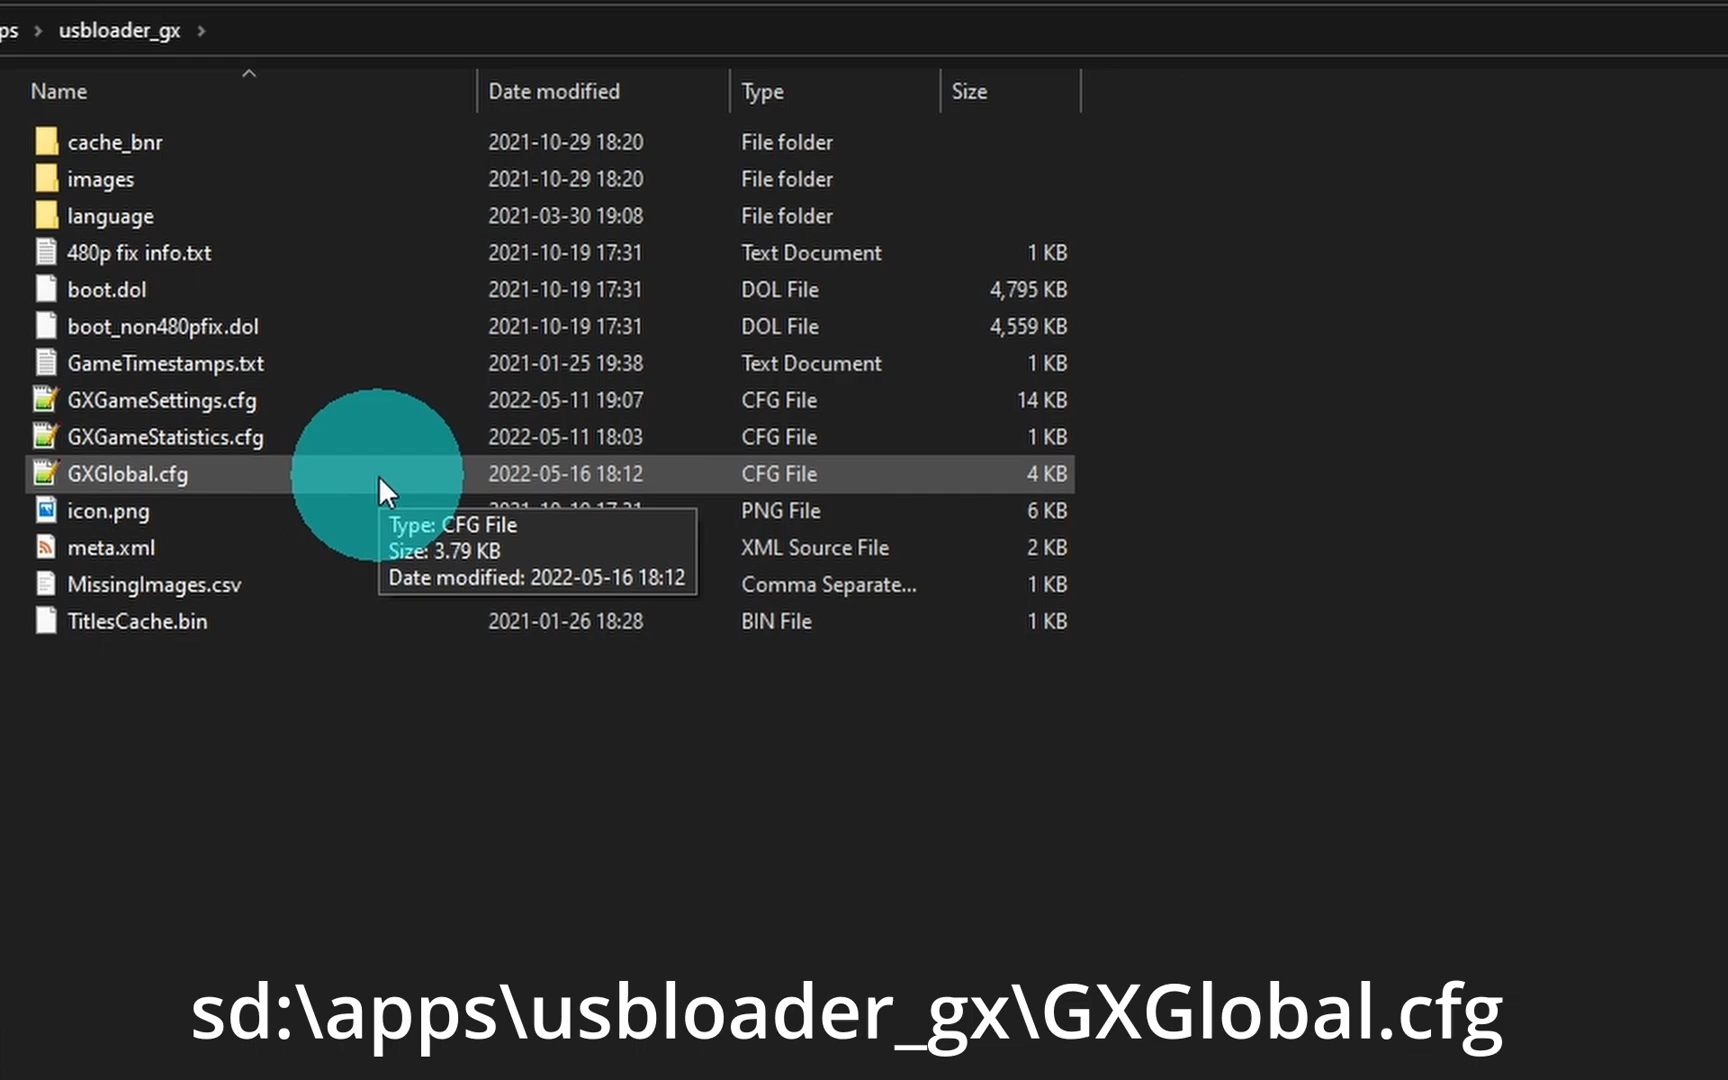 ps > usbloader_gx >
Name Date modified Type Size
cache_bnr 2021-10-29 18:20 File folder
images 2021-10-29 18:20 File folder
language 2021-03-30 19:08 File folder
480p fix info.txt 2021-10-19 17:31 Text Document 1 KB
boot.dol 2021-10-19 17:31 DOL File 4,795 KB
boot_non480pfix.dol 2021-10-19 17:31 DOL File 4,559 KB
GameTimestamps.txt 2021-01-25 19:38 Text Document 1 KB
GXGameSettings.cfg 2022-05-11 19:07 CFG File 14 KB
GXGameStatistics.cfg 2022-05-11 18:03 CFG File 1 KB
GXGlobal.cfg 2022-05-16 18:12 CFG File 4 KB
icon.png 2021-10-19 17:31 PNG File 6 KB
Type: CFG File
Size: 3.79 KB
Date modified: 2022-05-16 18:12
meta.xml XML Source File 2 KB
MissingImages.csv Comma Separate... 1 KB
TitlesCache.bin 2021-01-26 18:28 BIN File 1 KB
sd:\apps\usbloader_gx\GXGlobal.cfg